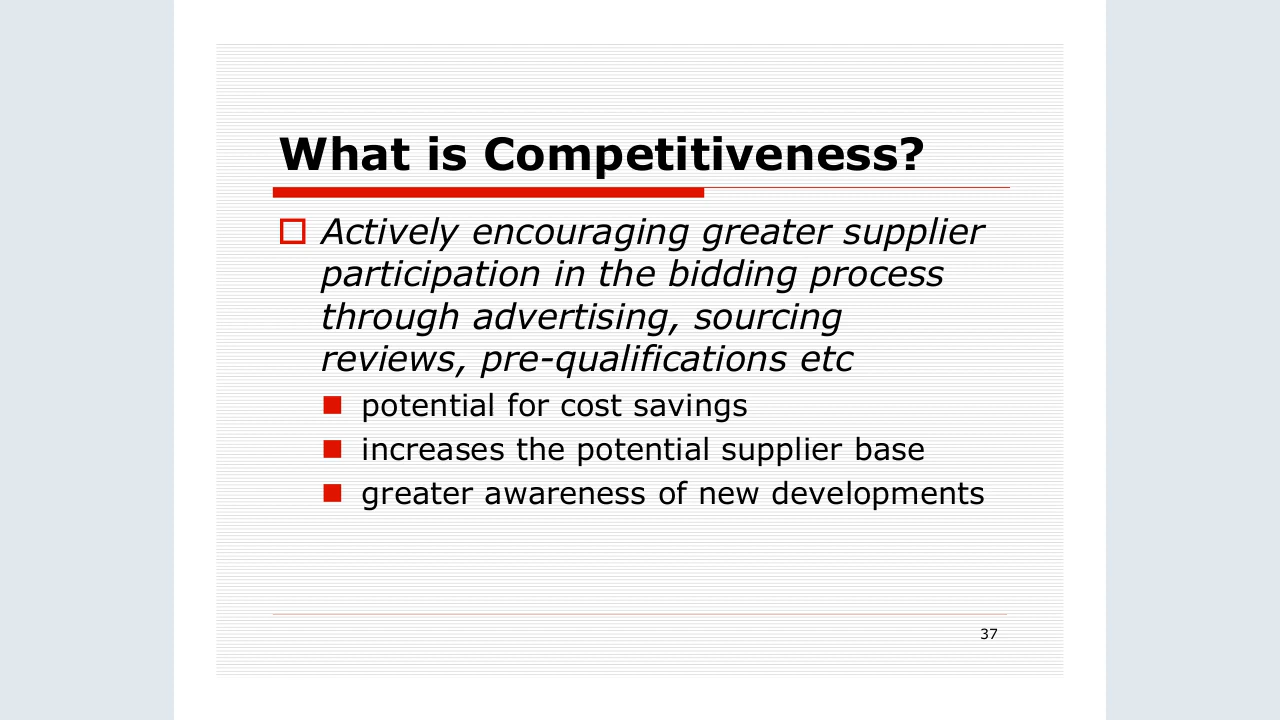 What is Competitiveness?
Actively encouraging greater supplier
participation in the bidding process
through advertising, sourcing
reviews, pre-qualifications etc
potential for cost savings
increases the potential supplier base
greater awareness of new developments
37